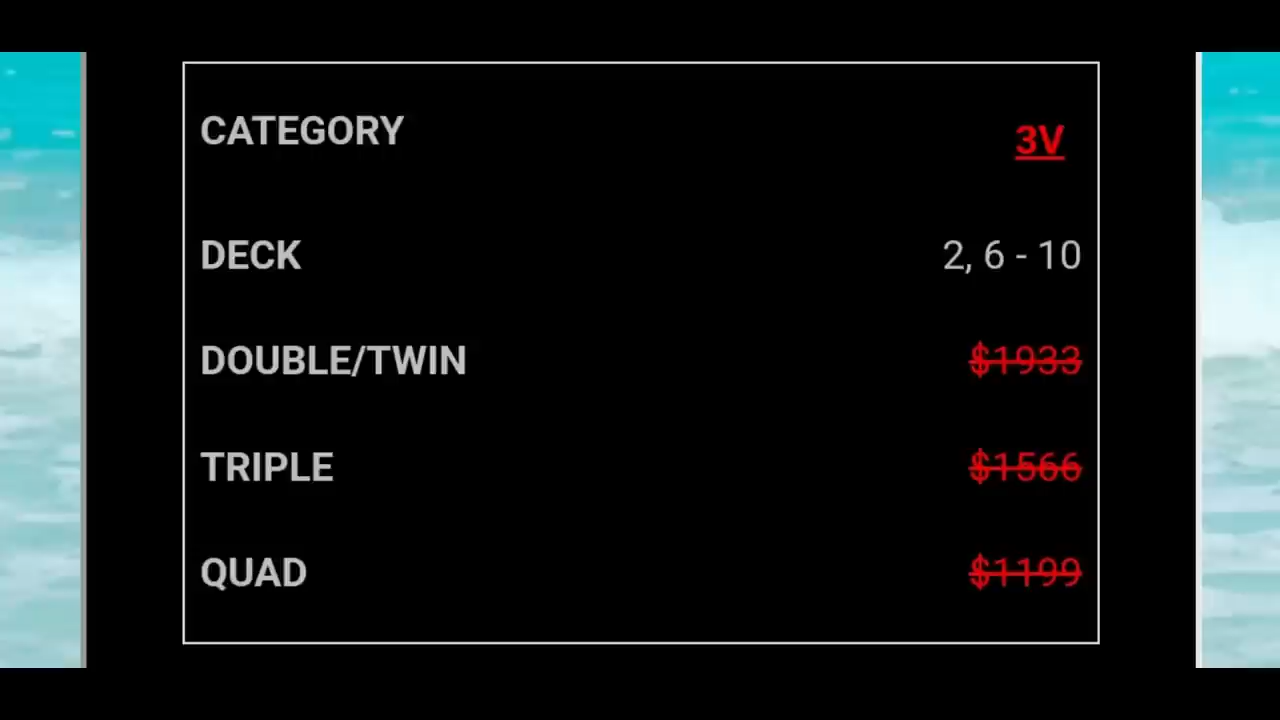 CATEGORY 3V
DECK 2, 6 - 10
DOUBLE/TWIN $1933
TRIPLE $1566
QUAD $1199